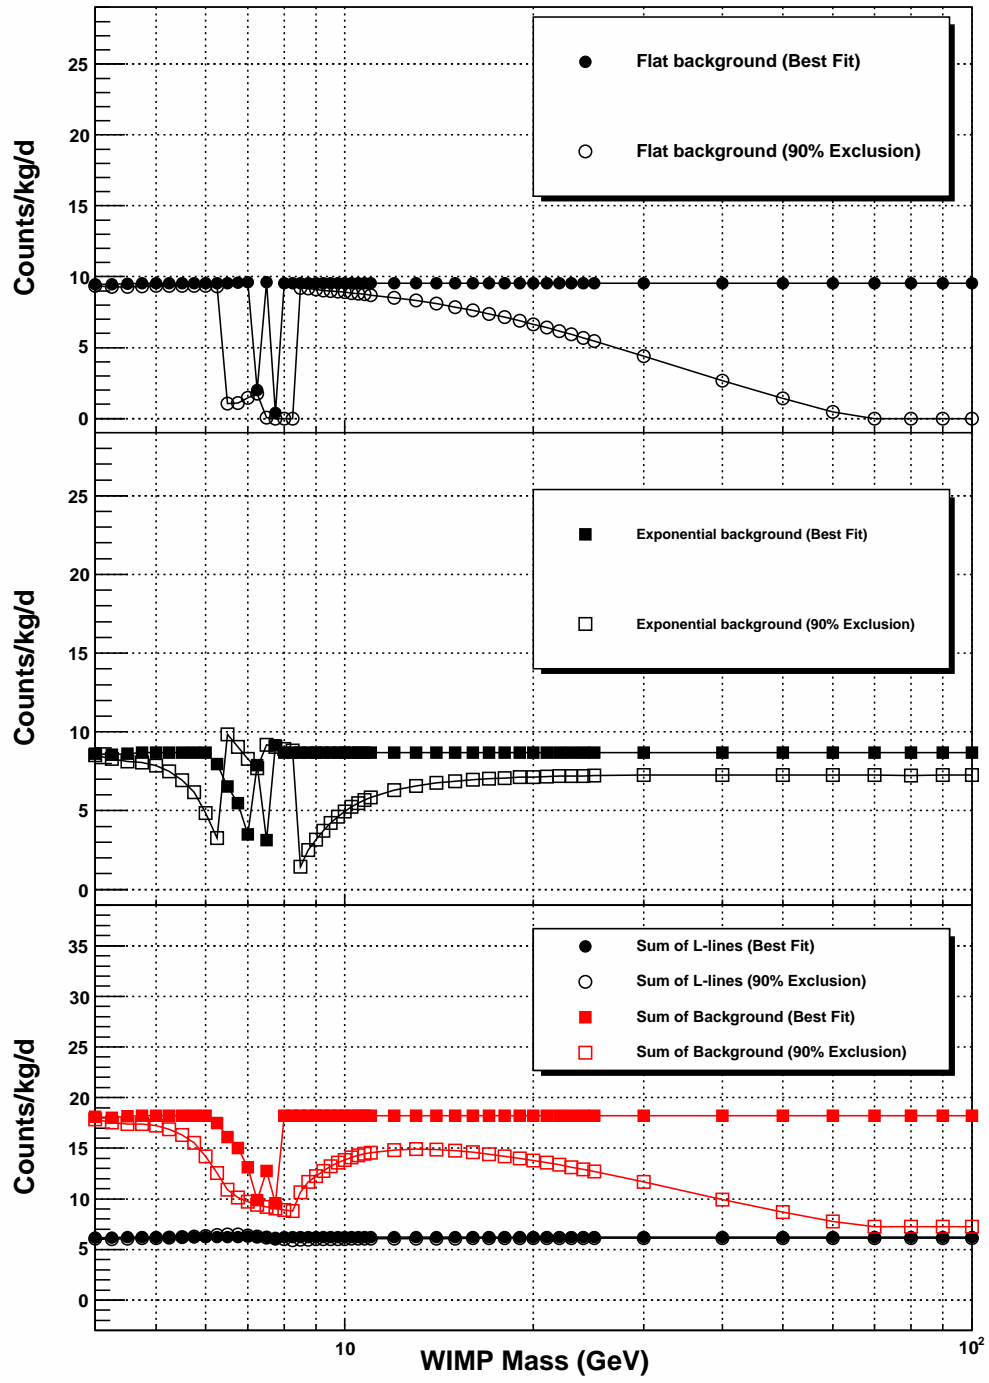 Counts/kg/d
25
20
15
10
5
0
Flat background (Best Fit)
Flat background (90% Exclusion)
Counts/kg/d
25
20
15
10
5
0
Exponential background (Best Fit)
Exponential background (90% Exclusion)
Counts/kg/d
35
30
25
20
15
10
5
0
Sum of L-lines (Best Fit)
Sum of L-lines (90% Exclusion)
Sum of Background (Best Fit)
Sum of Background (90% Exclusion)
10
10²
WIMP Mass (GeV)